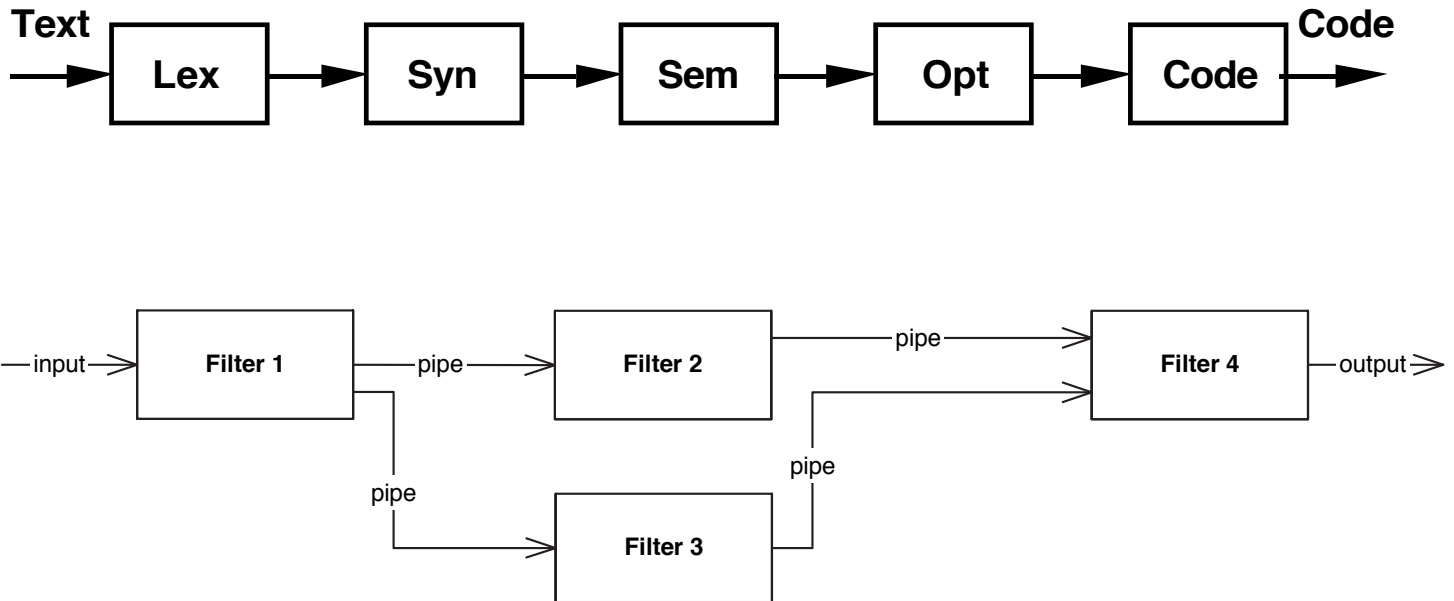 Text Code
Lex Syn Sem Opt Code
pipe
input Filter 1 pipe Filter 2 Filter 4 output
pipe
pipe
Filter 3